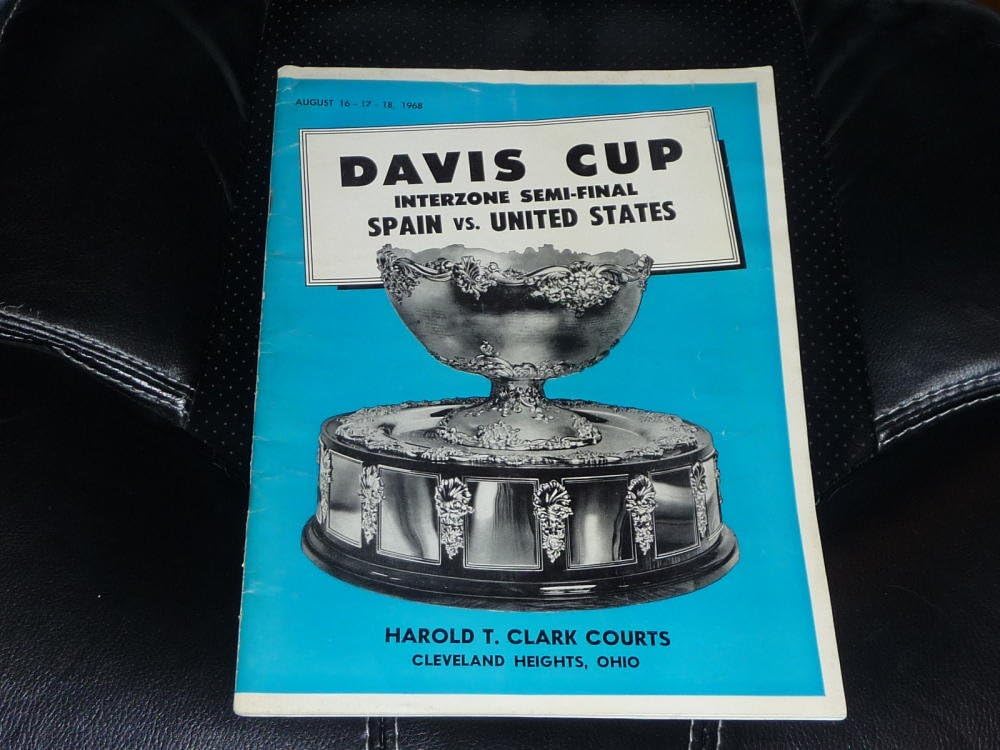 AUGUST 16 - 17 - 18, 1968
DAVIS CUP
INTERZONE SEMI-FINAL
SPAIN VS. UNITED STATES
HAROLD T. CLARK COURTS
CLEVELAND HEIGHTS, OHIO